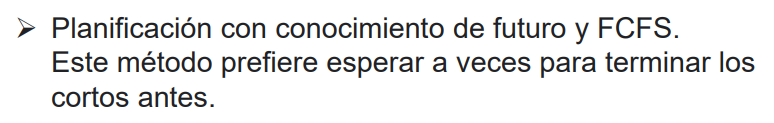 ➢ Planificación con conocimiento de futuro y FCFS.
Este método prefiere esperar a veces para terminar los
cortos antes.